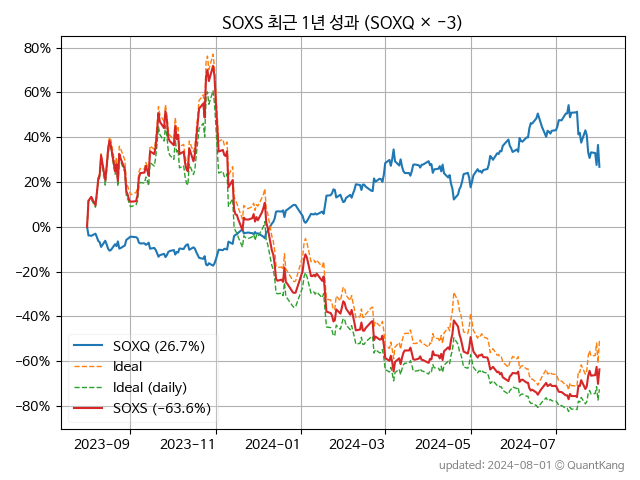 SOXS 최근 1년 성과 (SOXQ × −3)
80%
60%
40%
20%
0%
−20%
−40%
−60%
−80%
SOXQ (26.7%)
Ideal
Ideal (daily)
SOXS (−63.6%)
2023-09 2023-11 2024-01 2024-03 2024-05 2024-07
updated: 2024-08-01 © QuantKang